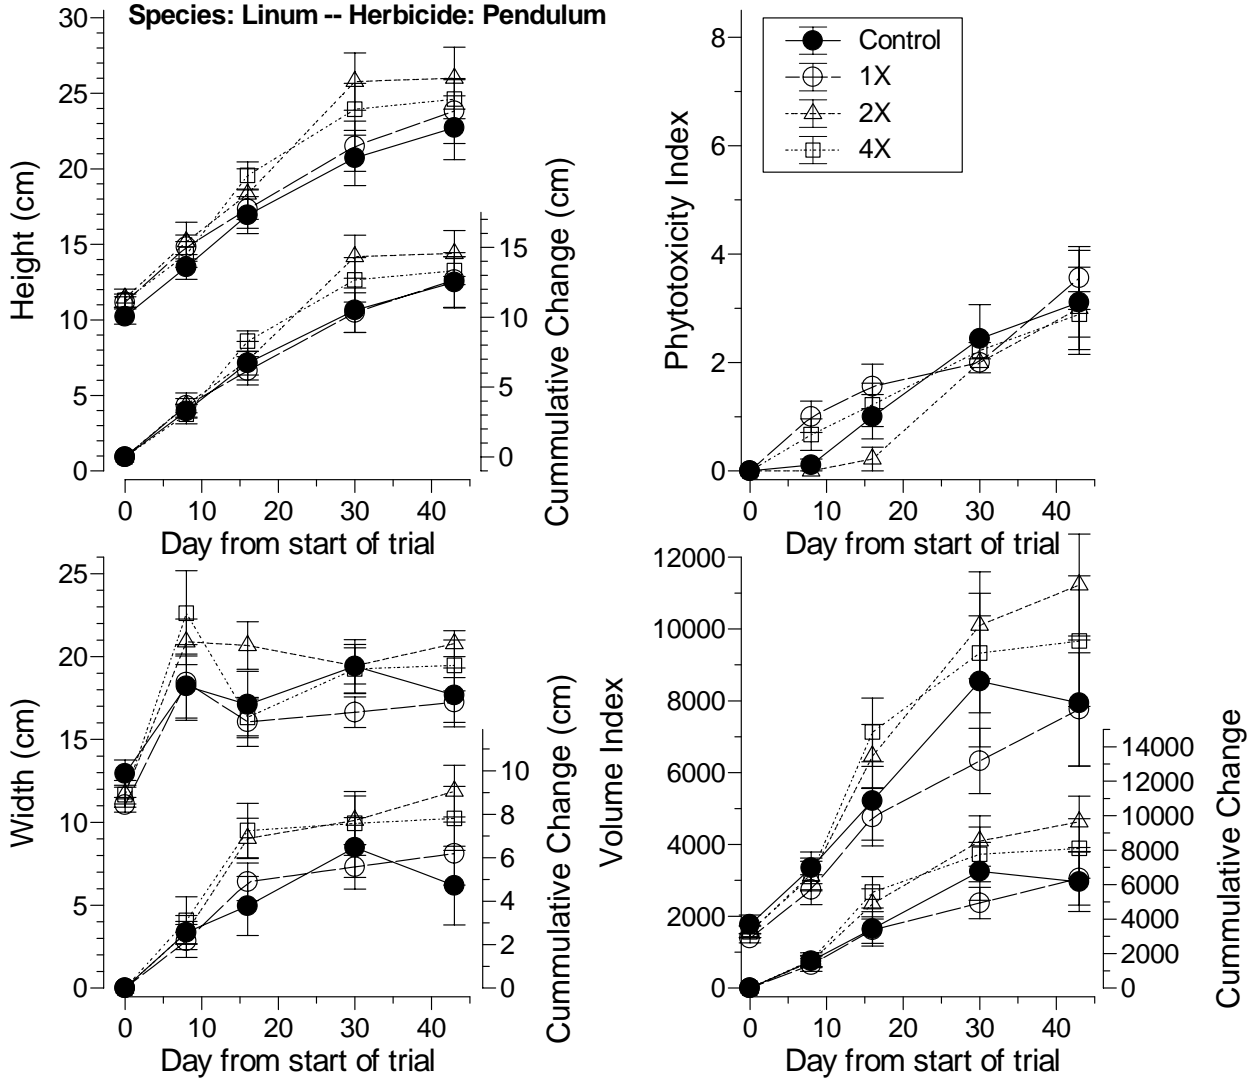 Species: Linum -- Herbicide: Pendulum
30
25
20
15
10
5
0
Height (cm)
15
10
5
0
Cummulative Change (cm)
0 10 20 30 40
Day from start of trial
8
6
4
2
0
Phytotoxicity Index
Control
1X
2X
4X
0 10 20 30 40
Day from start of trial
25
20
15
10
5
0
Width (cm)
10
8
6
4
2
0
Cummulative Change (cm)
0 10 20 30 40
Day from start of trial
12000
10000
8000
6000
4000
2000
0
Volume Index
14000
12000
10000
8000
6000
4000
2000
0
Cummulative Change
0 10 20 30 40
Day from start of trial